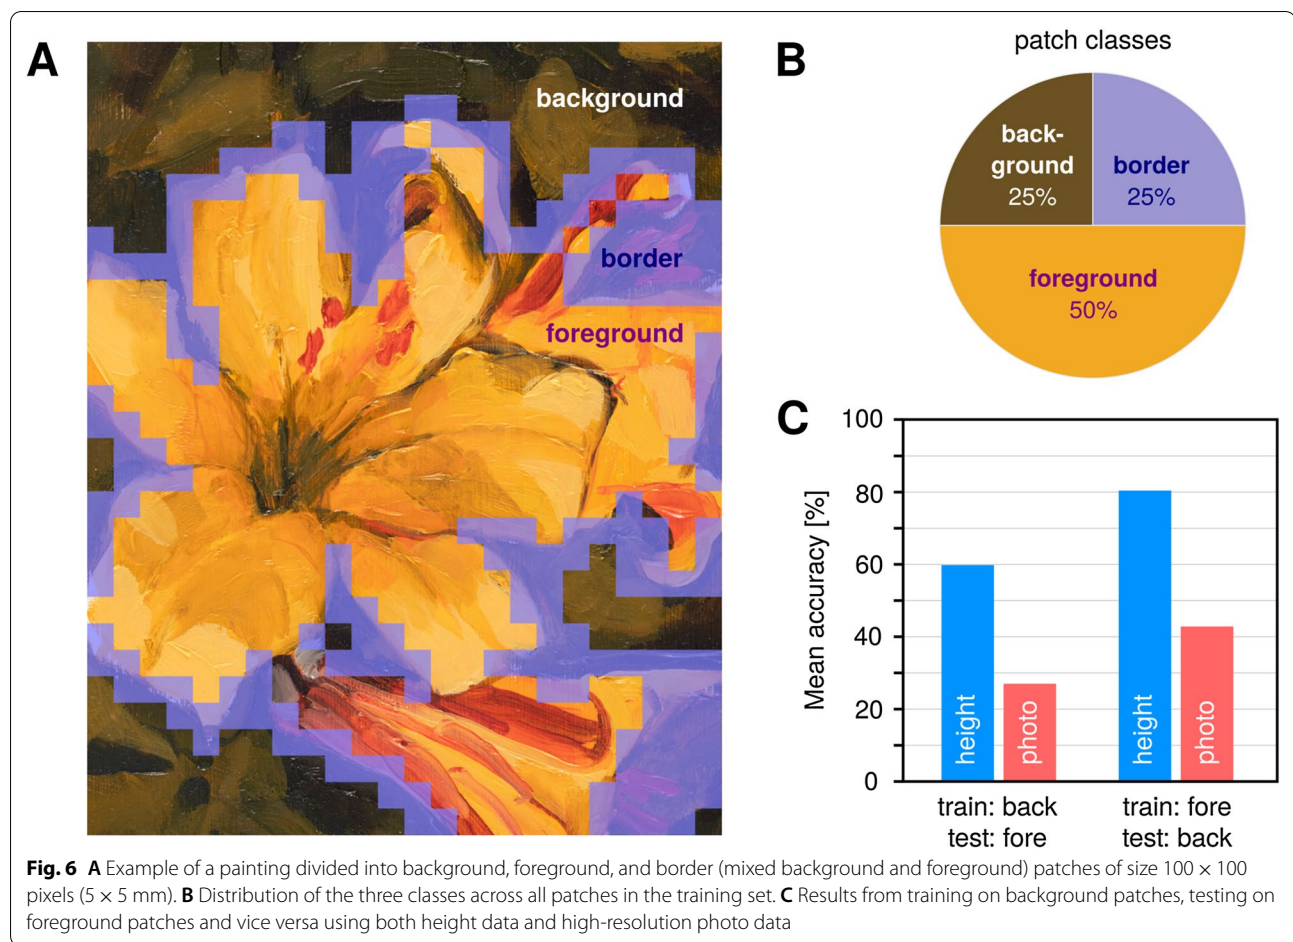 A
background
border
foreground
B
patch classes
back-
ground
25%
border
25%
foreground
50%
C
Mean accuracy [%]
100
80
60
40
20
0
height
photo
height
photo
train: back
test: fore
train: fore
test: back
Fig. 6 A Example of a painting divided into background, foreground, and border (mixed background and foreground) patches of size 100 × 100
pixels (5 × 5 mm). B Distribution of the three classes across all patches in the training set. C Results from training on background patches, testing on
foreground patches and vice versa using both height data and high-resolution photo data